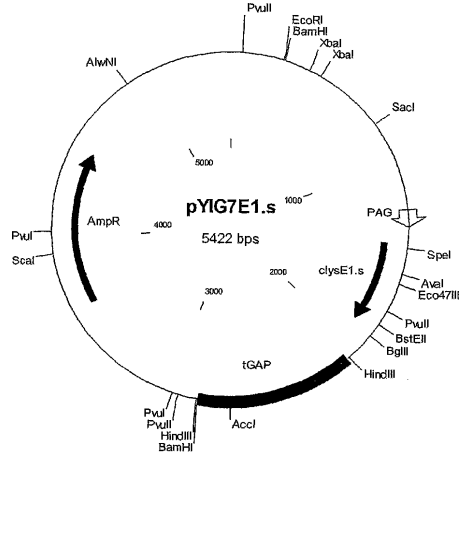 PvuII
EcoRI
BamHI
XbaI
XbaI
AlwNI
SacI
5000
pYIG7E1.s
1000
PAG
AmpR
4000
5422 bps
PvuI
ScaI
SpeI
clysE1.s
2000
AvaI
Eco47III
3000
PvuII
BstEII
BglII
tGAP
HindIII
PvuI
PvuII
HindIII
BamHI
AccI